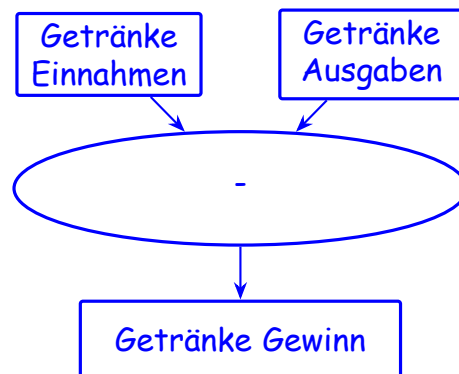 Getränke
Einnahmen
Getränke
Ausgaben
-
Getränke Gewinn